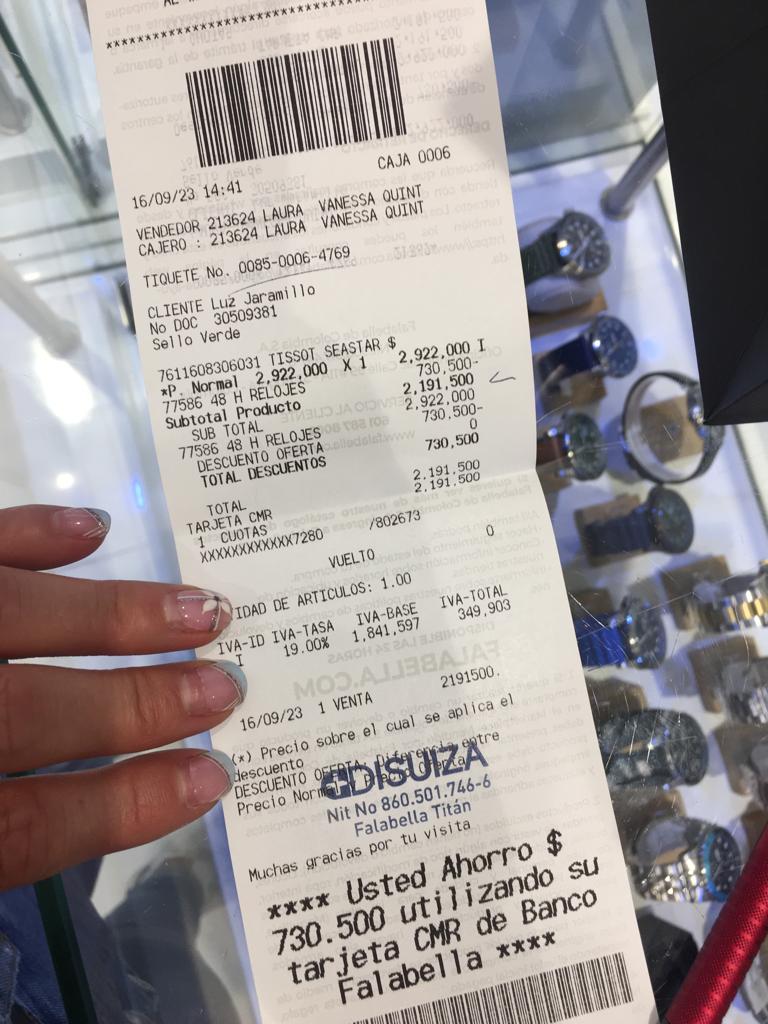 ****************************************
CAJA 0006
16/09/23 14:41
VENDEDOR 213624 LAURA VANESSA QUINT
CAJERO : 213624 LAURA VANESSA QUINT
TIQUETE No. 0085-0006-4769
CLIENTE Luz Jaramillo
No DOC 30509381
Sello Verde
7611608306031 TISSOT SEASTAR $
*P. Normal 2,922,000 X 1 2,922,000 I
77586 48 H RELOJES 730,500-
Subtotal Producto 2,191,500
SUB TOTAL 2,922,000
77586 48 H RELOJES 730,500-
DESCUENTO OFERTA 0
TOTAL DESCUENTOS 730,500
TOTAL 2,191,500
TARJETA CMR 2,191,500
1 CUOTAS /802673
XXXXXXXXXXXX7280
VUELTO 0
IDAD DE ARTICULOS: 1.00
IVA-ID IVA-TASA IVA-BASE IVA-TOTAL
I 19.00% 1,841,597 349,903
16/09/23 1 VENTA 2191500.
(*) Precio sobre el cual se aplica el
descuento
DESCUENTO OFERTA: Diferencia entre
Precio Normal y Precio Oferta
GDISUIZA
Nit No 860.501.746-6
Falabella Titán
Muchas gracias por tu visita
**** Usted Ahorro $
730.500 utilizando su
tarjeta CMR de Banco
Falabella ****